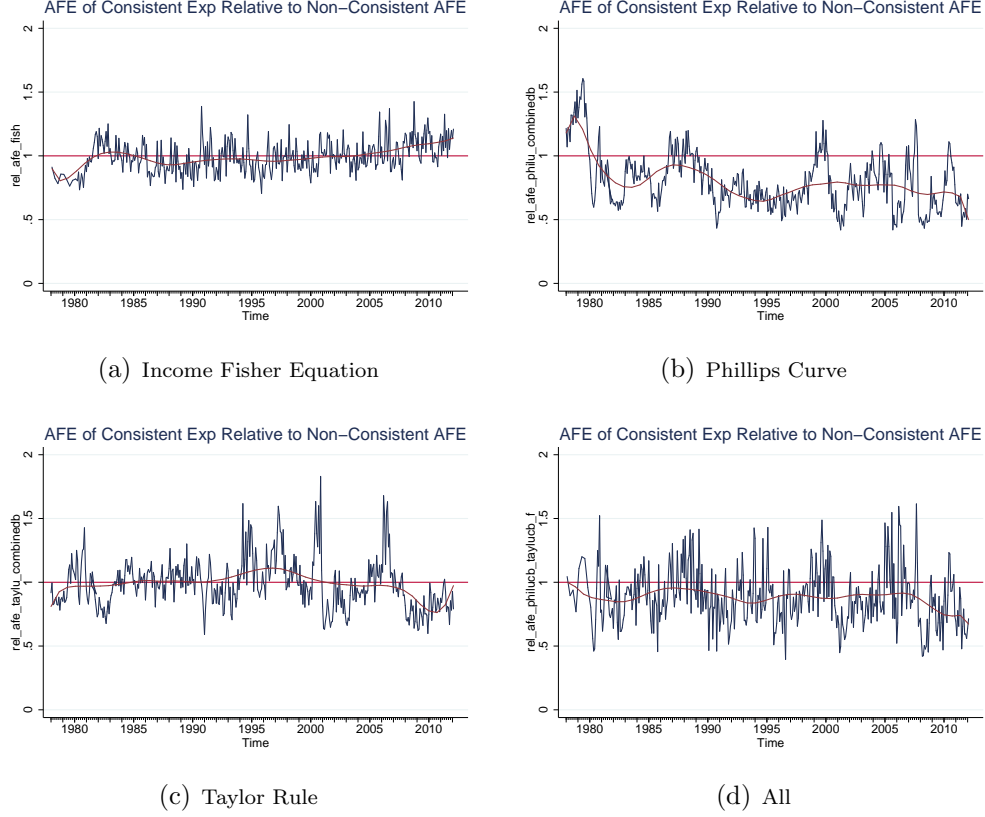 AFE of Consistent Exp Relative to Non−Consistent AFE
rel_afe_fish
2
1.5
1
.5
0
1980 1985 1990 1995 2000 2005 2010
Time
(a) Income Fisher Equation
AFE of Consistent Exp Relative to Non−Consistent AFE
rel_afe_philu_combinedb
2
1.5
1
.5
0
1980 1985 1990 1995 2000 2005 2010
Time
(b) Phillips Curve
AFE of Consistent Exp Relative to Non−Consistent AFE
rel_afe_taylu_combinedb
2
1.5
1
.5
0
1980 1985 1990 1995 2000 2005 2010
Time
(c) Taylor Rule
AFE of Consistent Exp Relative to Non−Consistent AFE
rel_afe_philucb_taylucb_f
2
1.5
1
.5
0
1980 1985 1990 1995 2000 2005 2010
Time
(d) All